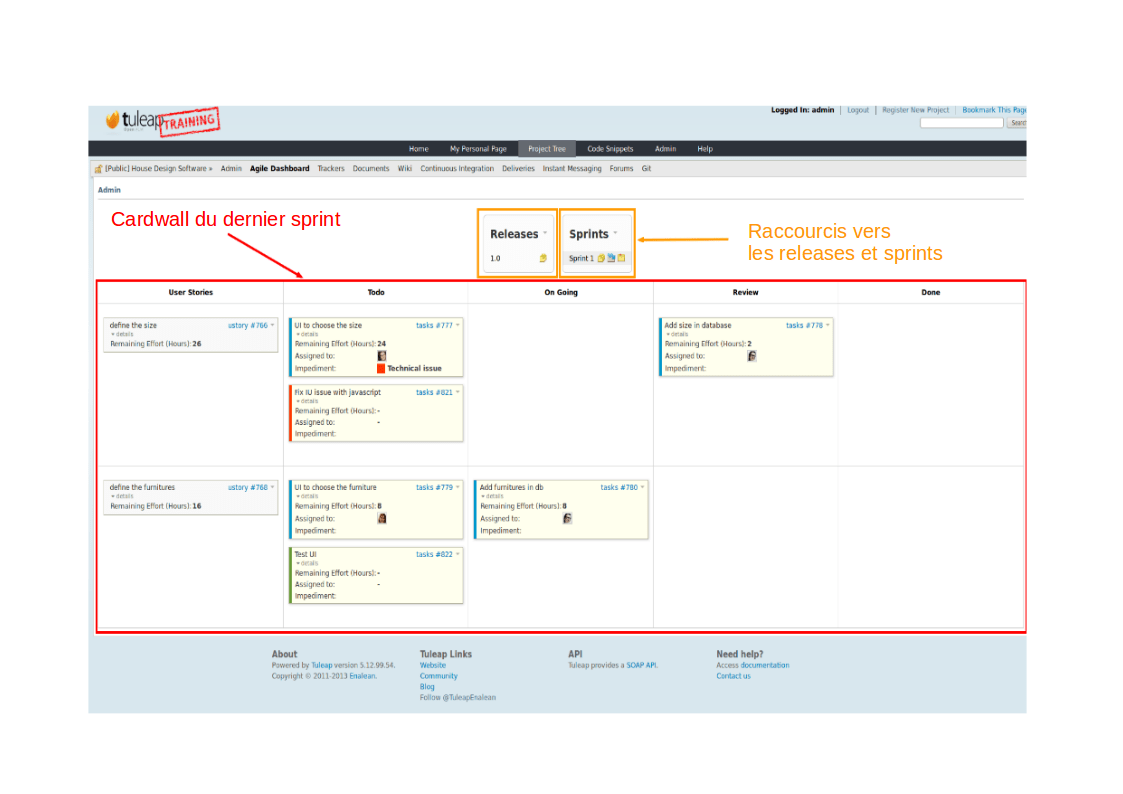 Logged In: admin | Logout | Register New Project | Bookmark This Page
tuleap TRAINING
Search
Home My Personal Page Project Tree Code Snippets Admin Help
[Public] House Design Software » Admin Agile Dashboard Trackers Documents Wiki Continuous Integration Deliveries Instant Messaging Forums Git
Admin
Cardwall du dernier sprint
Releases
1.0
Sprints
Sprint 1
Raccourcis vers
les releases et sprints
User Stories Todo On Going Review Done
define the size ustory #766
details
Remaining Effort (Hours): 26
UI to choose the size tasks #777
details
Remaining Effort (Hours): 24
Assigned to:
Impediment: Technical issue
Fix IU issue with javascript tasks #821
details
Remaining Effort (Hours): -
Assigned to: -
Impediment:
Add size in database tasks #778
details
Remaining Effort (Hours): 2
Assigned to:
Impediment:
define the furnitures ustory #768
details
Remaining Effort (Hours): 16
UI to choose the furniture tasks #779
details
Remaining Effort (Hours): 8
Assigned to:
Impediment:
Test UI tasks #822
details
Remaining Effort (Hours): -
Assigned to: -
Impediment:
Add furnitures in db tasks #780
details
Remaining Effort (Hours): 8
Assigned to:
Impediment:
About
Powered by Tuleap version 5.12.99.54.
Copyright © 2011-2013 Enalean.
Tuleap Links
Website
Community
Blog
Follow @TuleapEnalean
API
Tuleap provides a SOAP API.
Need help?
Access documentation
Contact us